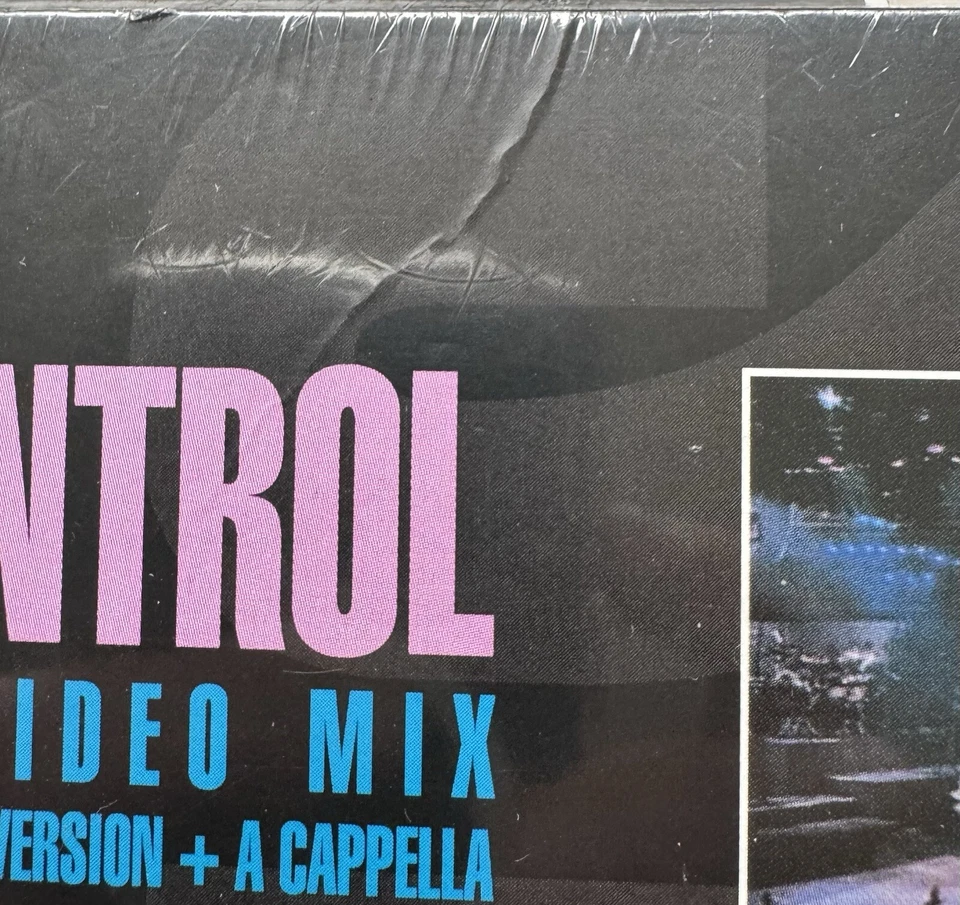 NTROL
IDEO MIX
VERSION + A CAPPELLA